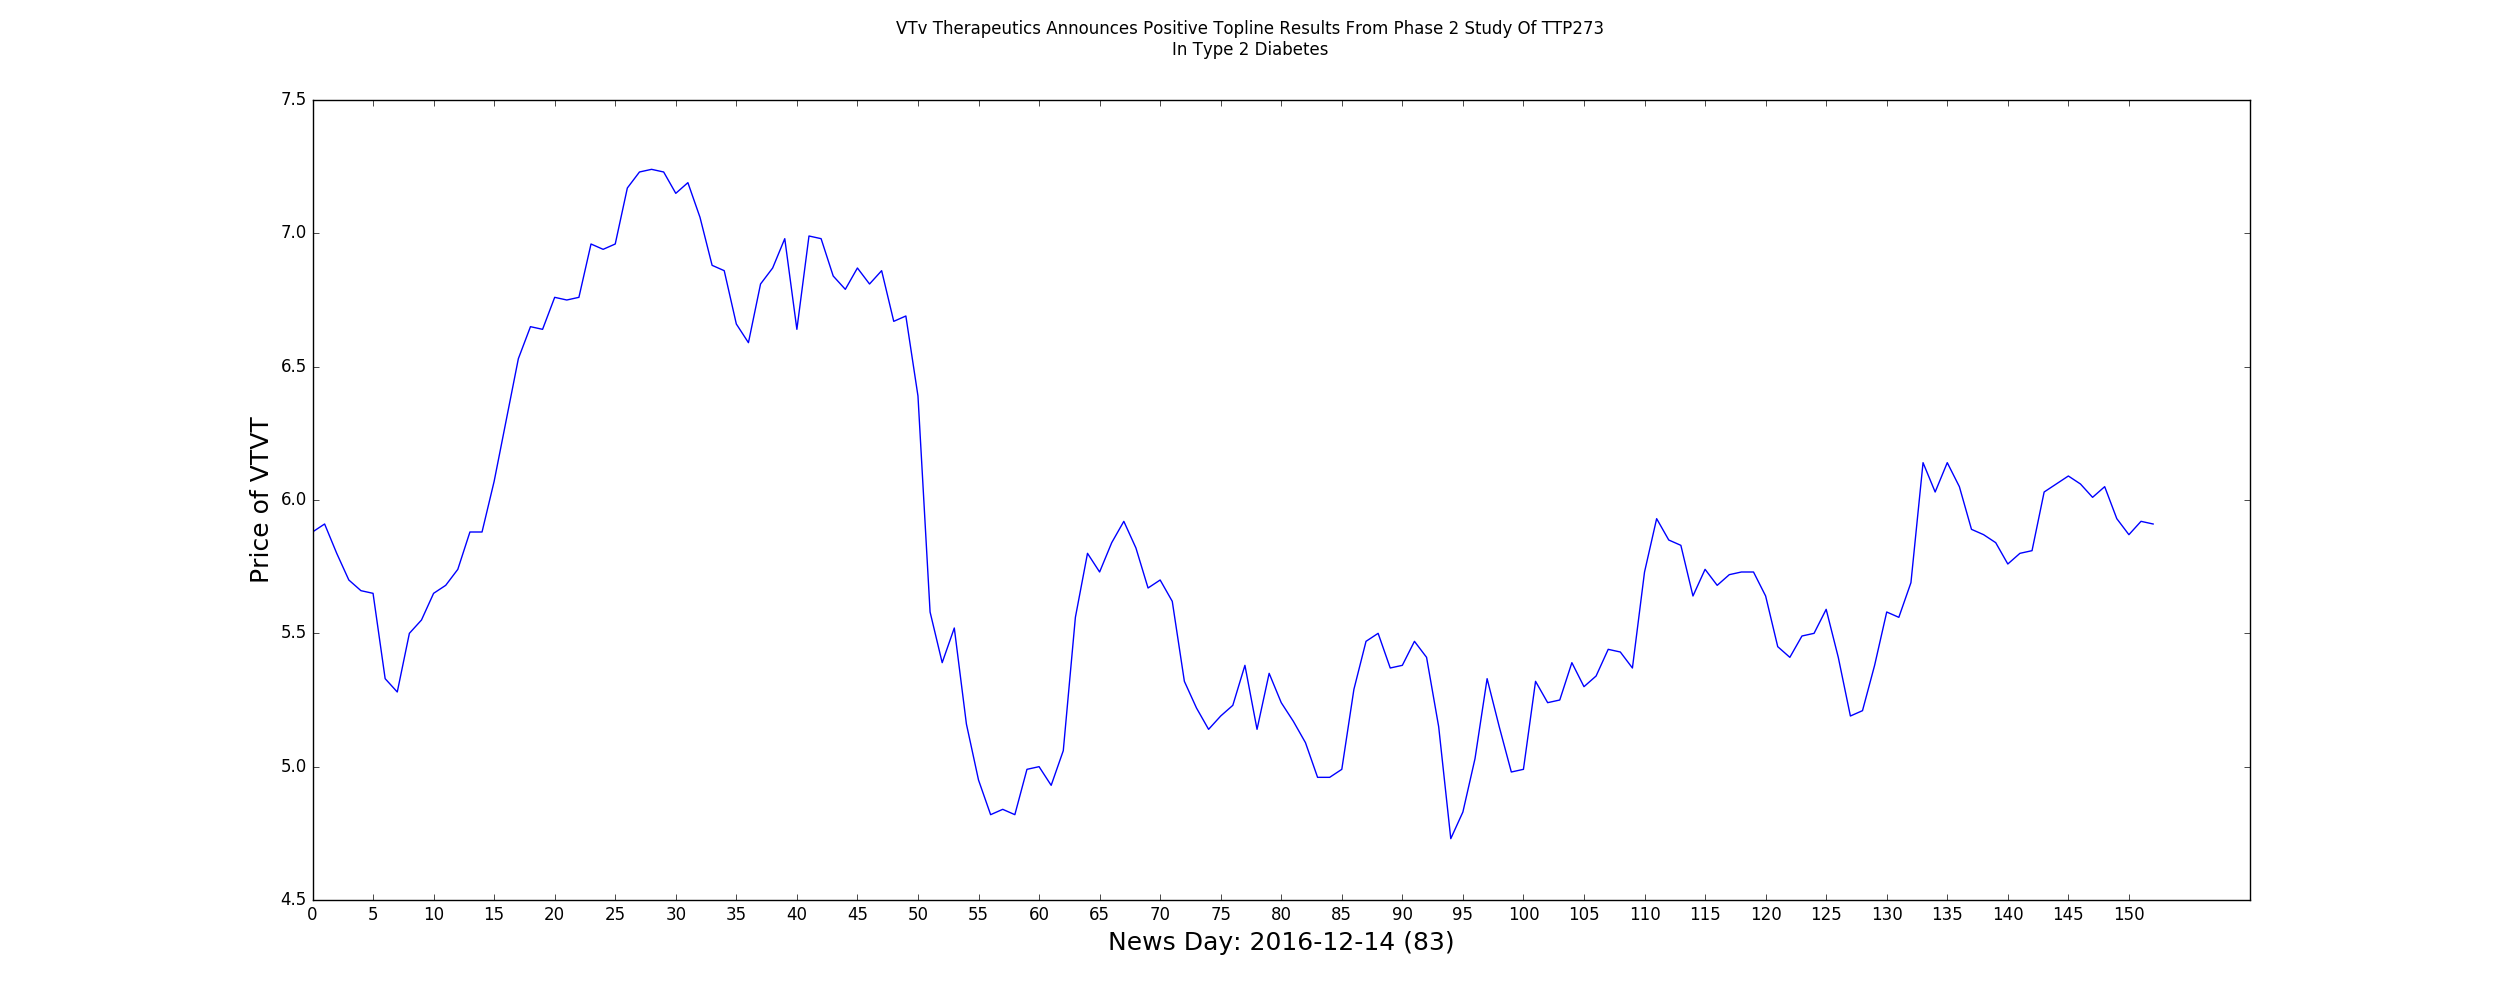 VTv Therapeutics Announces Positive Topline Results From Phase 2 Study Of TTP273
In Type 2 Diabetes
7.5
7.0
6.5
6.0
5.5
5.0
4.5
Price of VTVT
0 5 10 15 20 25 30 35 40 45 50 55 60 65 70 75 80 85 90 95 100 105 110 115 120 125 130 135 140 145 150
News Day: 2016-12-14 (83)